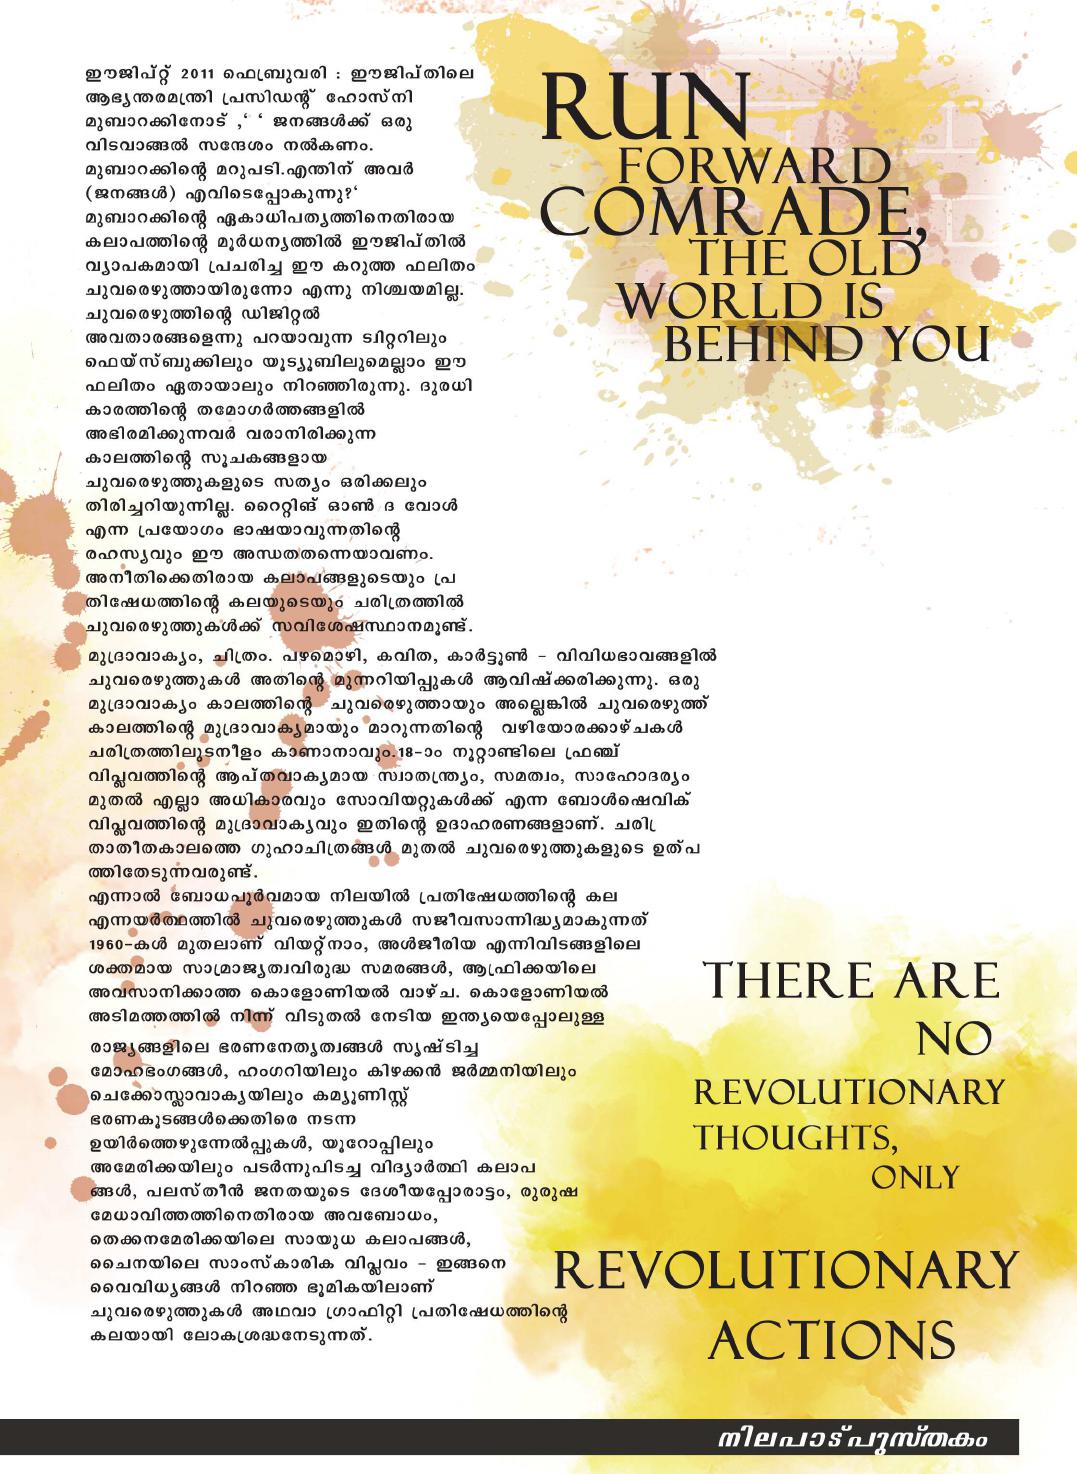 ഈജിപ്റ്റ് 2011 ഫെബ്രുവരി : ഈജിപ്തിലെ
ആഭ്യന്തരമന്ത്രി പ്രസിഡന്റ് ഹോസ്നി
മുബാറക്കിനോട് ,‘ ‘ ജനങ്ങൾക്ക് ഒരു
വിടവാങ്ങൽ സന്ദേശം നൽകണം.
മുബാറക്കിന്റെ മറുപടി.എന്തിന് അവർ
(ജനങ്ങൾ) എവിടെപ്പോകുന്നു?‘
മുബാറക്കിന്റെ ഏകാധിപത്യത്തിനെതിരായ
കലാപത്തിന്റെ മൂർധന്യത്തിൽ ഈജിപ്തിൽ
വ്യാപകമായി പ്രചരിച്ച ഈ കറുത്ത ഫലിതം
ചുവരെഴുത്തായിരുന്നോ എന്നു നിശ്ചയമില്ല.
ചുവരെഴുത്തിന്റെ ഡിജിറ്റൽ
അവതാരങ്ങളെന്നു പറയാവുന്ന ട്വിറ്ററിലും
ഫെയ്സ്ബുക്കിലും യൂട്യൂബിലുമെല്ലാം ഈ
ഫലിതം ഏതായാലും നിറഞ്ഞിരുന്നു. ദുരധി
കാരത്തിന്റെ തമോഗർത്തങ്ങളിൽ
അഭിരമിക്കുന്നവർ വരാനിരിക്കുന്ന
കാലത്തിന്റെ സൂചകങ്ങളായ
ചുവരെഴുത്തുകളുടെ സത്യം ഒരിക്കലും
തിരിച്ചറിയുന്നില്ല. റൈറ്റിങ് ഓൺ ദ വോൾ
എന്ന പ്രയോഗം ഭാഷയാവുന്നതിന്റെ
രഹസ്യവും ഈ അന്ധതതന്നെയാവണം.
അനീതിക്കെതിരായ കലാപങ്ങളുടെയും പ്ര
തിഷേധത്തിന്റെ കലയുടെയും ചരിത്രത്തിൽ
ചുവരെഴുത്തുകൾക്ക് സവിശേഷസ്ഥാനമുണ്ട്.
മുദ്രാവാക്യം, ചിത്രം. പഴമൊഴി, കവിത, കാർട്ടൂൺ – വിവിധഭാവങ്ങളിൽ
ചുവരെഴുത്തുകൾ അതിന്റെ മുന്നറിയിപ്പുകൾ ആവിഷ്ക്കരിക്കുന്നു. ഒരു
മുദ്രാവാക്യം കാലത്തിന്റെ ചുവരെഴുത്തായും അല്ലെങ്കിൽ ചുവരെഴുത്ത്
കാലത്തിന്റെ മുദ്രാവാക്യമായും മാറുന്നതിന്റെ വഴിയോരക്കാഴ്ചകൾ
ചരിത്രത്തിലുടനീളം കാണാനാവും.18-ാം നൂറ്റാണ്ടിലെ ഫ്രഞ്ച്
വിപ്ലവത്തിന്റെ ആപ്തവാക്യമായ സ്വാതന്ത്ര്യം, സമത്വം, സാഹോദര്യം
മുതൽ എല്ലാ അധികാരവും സോവിയറ്റുകൾക്ക് എന്ന ബോൾഷെവിക്
വിപ്ലവത്തിന്റെ മുദ്രാവാക്യവും ഇതിന്റെ ഉദാഹരണങ്ങളാണ്. ചരിത്ര
താതീതകാലത്തെ ഗുഹാചിത്രങ്ങൾ മുതൽ ചുവരെഴുത്തുകളുടെ ഉത്പ
ത്തിതേടുന്നവരുണ്ട്.
എന്നാൽ ബോധപൂർവമായ നിലയിൽ പ്രതിഷേധത്തിന്റെ കല
എന്നയർത്ഥത്തിൽ ചുവരെഴുത്തുകൾ സജീവസാന്നിദ്ധ്യമാകുന്നത്
1960-കൾ മുതലാണ് വിയറ്റ്നാം, അൾജീരിയ എന്നിവിടങ്ങളിലെ
ശക്തമായ സാമ്രാജ്യത്വവിരുദ്ധ സമരങ്ങൾ, ആഫ്രിക്കയിലെ
അവസാനിക്കാത്ത കൊളോണിയൽ വാഴ്ച. കൊളോണിയൽ
അടിമത്തത്തിൽ നിന്ന് വിടുതൽ നേടിയ ഇന്ത്യയെപ്പോലുള്ള
രാജ്യങ്ങളിലെ ഭരണനേതൃത്വങ്ങൾ സൃഷ്ടിച്ച
മോഹഭംഗങ്ങൾ, ഹംഗറിയിലും കിഴക്കൻ ജർമ്മനിയിലും
ചെക്കോസ്ലാവാക്യയിലും കമ്യൂണിസ്റ്റ്
ഭരണകൂടങ്ങൾക്കെതിരെ നടന്ന
ഉയിർത്തെഴുന്നേൽപ്പുകൾ, യൂറോപ്പിലും
അമേരിക്കയിലും പടർന്നുപിടച്ച വിദ്യാർത്ഥി കലാപ
ങ്ങൾ, പലസ്തീൻ ജനതയുടെ ദേശീയപ്പോരാട്ടം, രുരുഷ
മേധാവിത്തത്തിനെതിരായ അവബോധം,
തെക്കനമേരിക്കയിലെ സായുധ കലാപങ്ങൾ,
ചൈനയിലെ സാംസ്കാരിക വിപ്ലവം – ഇങ്ങനെ
വൈവിധ്യങ്ങൾ നിറഞ്ഞ ഭൂമികയിലാണ്
ചുവരെഴുത്തുകൾ അഥവാ ഗ്രാഫിറ്റി പ്രതിഷേധത്തിന്റെ
കലയായി ലോകശ്രദ്ധനേടുന്നത്.
RUN
FORWARD
COMRADE,
THE OLD
WORLD IS
BEHIND YOU
THERE ARE
NO
REVOLUTIONARY
THOUGHTS,
ONLY
REVOLUTIONARY
ACTIONS
നിലപാട്പുസ്തകം